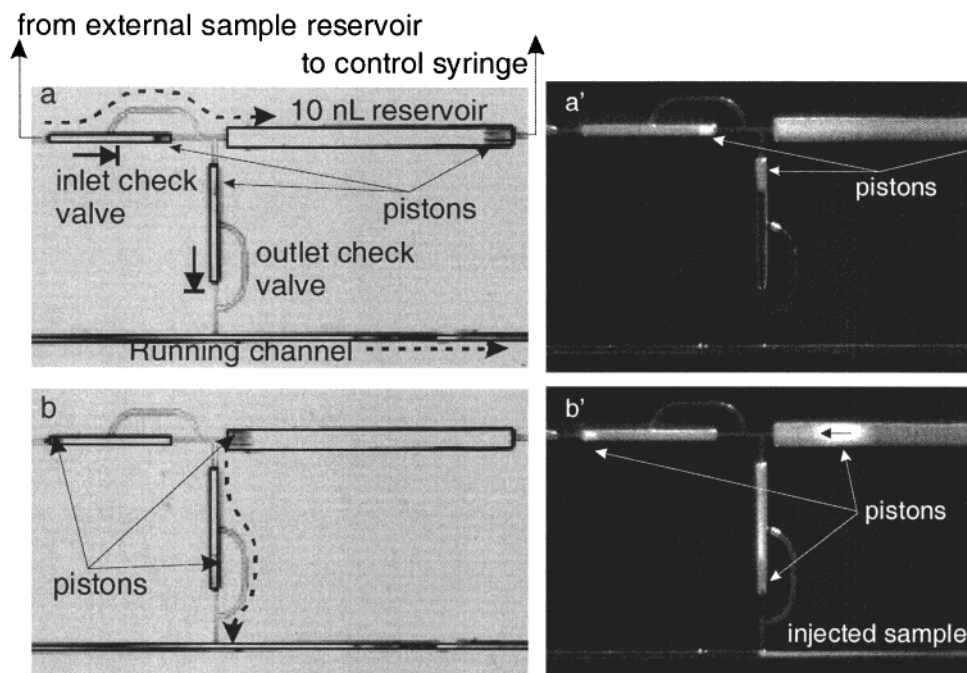 from external sample reservoir
to control syringe
a
10 nL reservoir
inlet check
valve
pistons
outlet check
valve
Running channel
a'
pistons
b
pistons
b'
pistons
injected sample